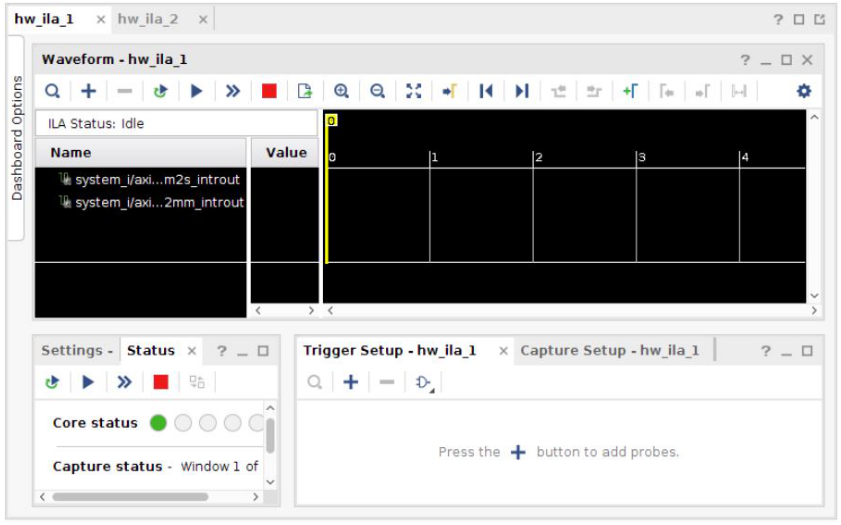 hw_ila_1 × hw_ila_2 × ?
Dashboard Options
Waveform - hw_ila_1 ?
ILA Status: Idle
Name Value
0
0 1 2 3 4
system_i/axi...m2s_introut
system_i/axi...2mm_introut
Settings - Status × ?
Trigger Setup - hw_ila_1 × Capture Setup - hw_ila_1 ?
Core status
Capture status - Window 1 of
Press the + button to add probes.